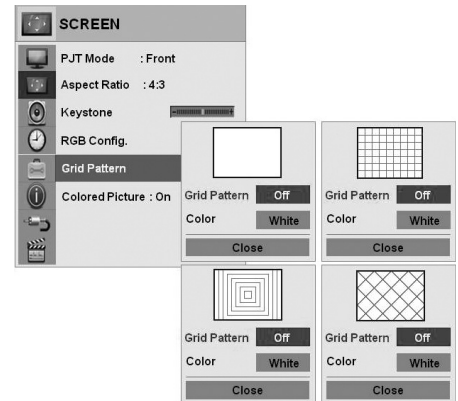 SCREEN
PJT Mode : Front
Aspect Ratio : 4:3
Keystone
RGB Config.
Grid Pattern
Colored Picture : On
Grid Pattern Off
Color White
Close
Grid Pattern Off
Color White
Close
Grid Pattern Off
Color White
Close
Grid Pattern Off
Color White
Close